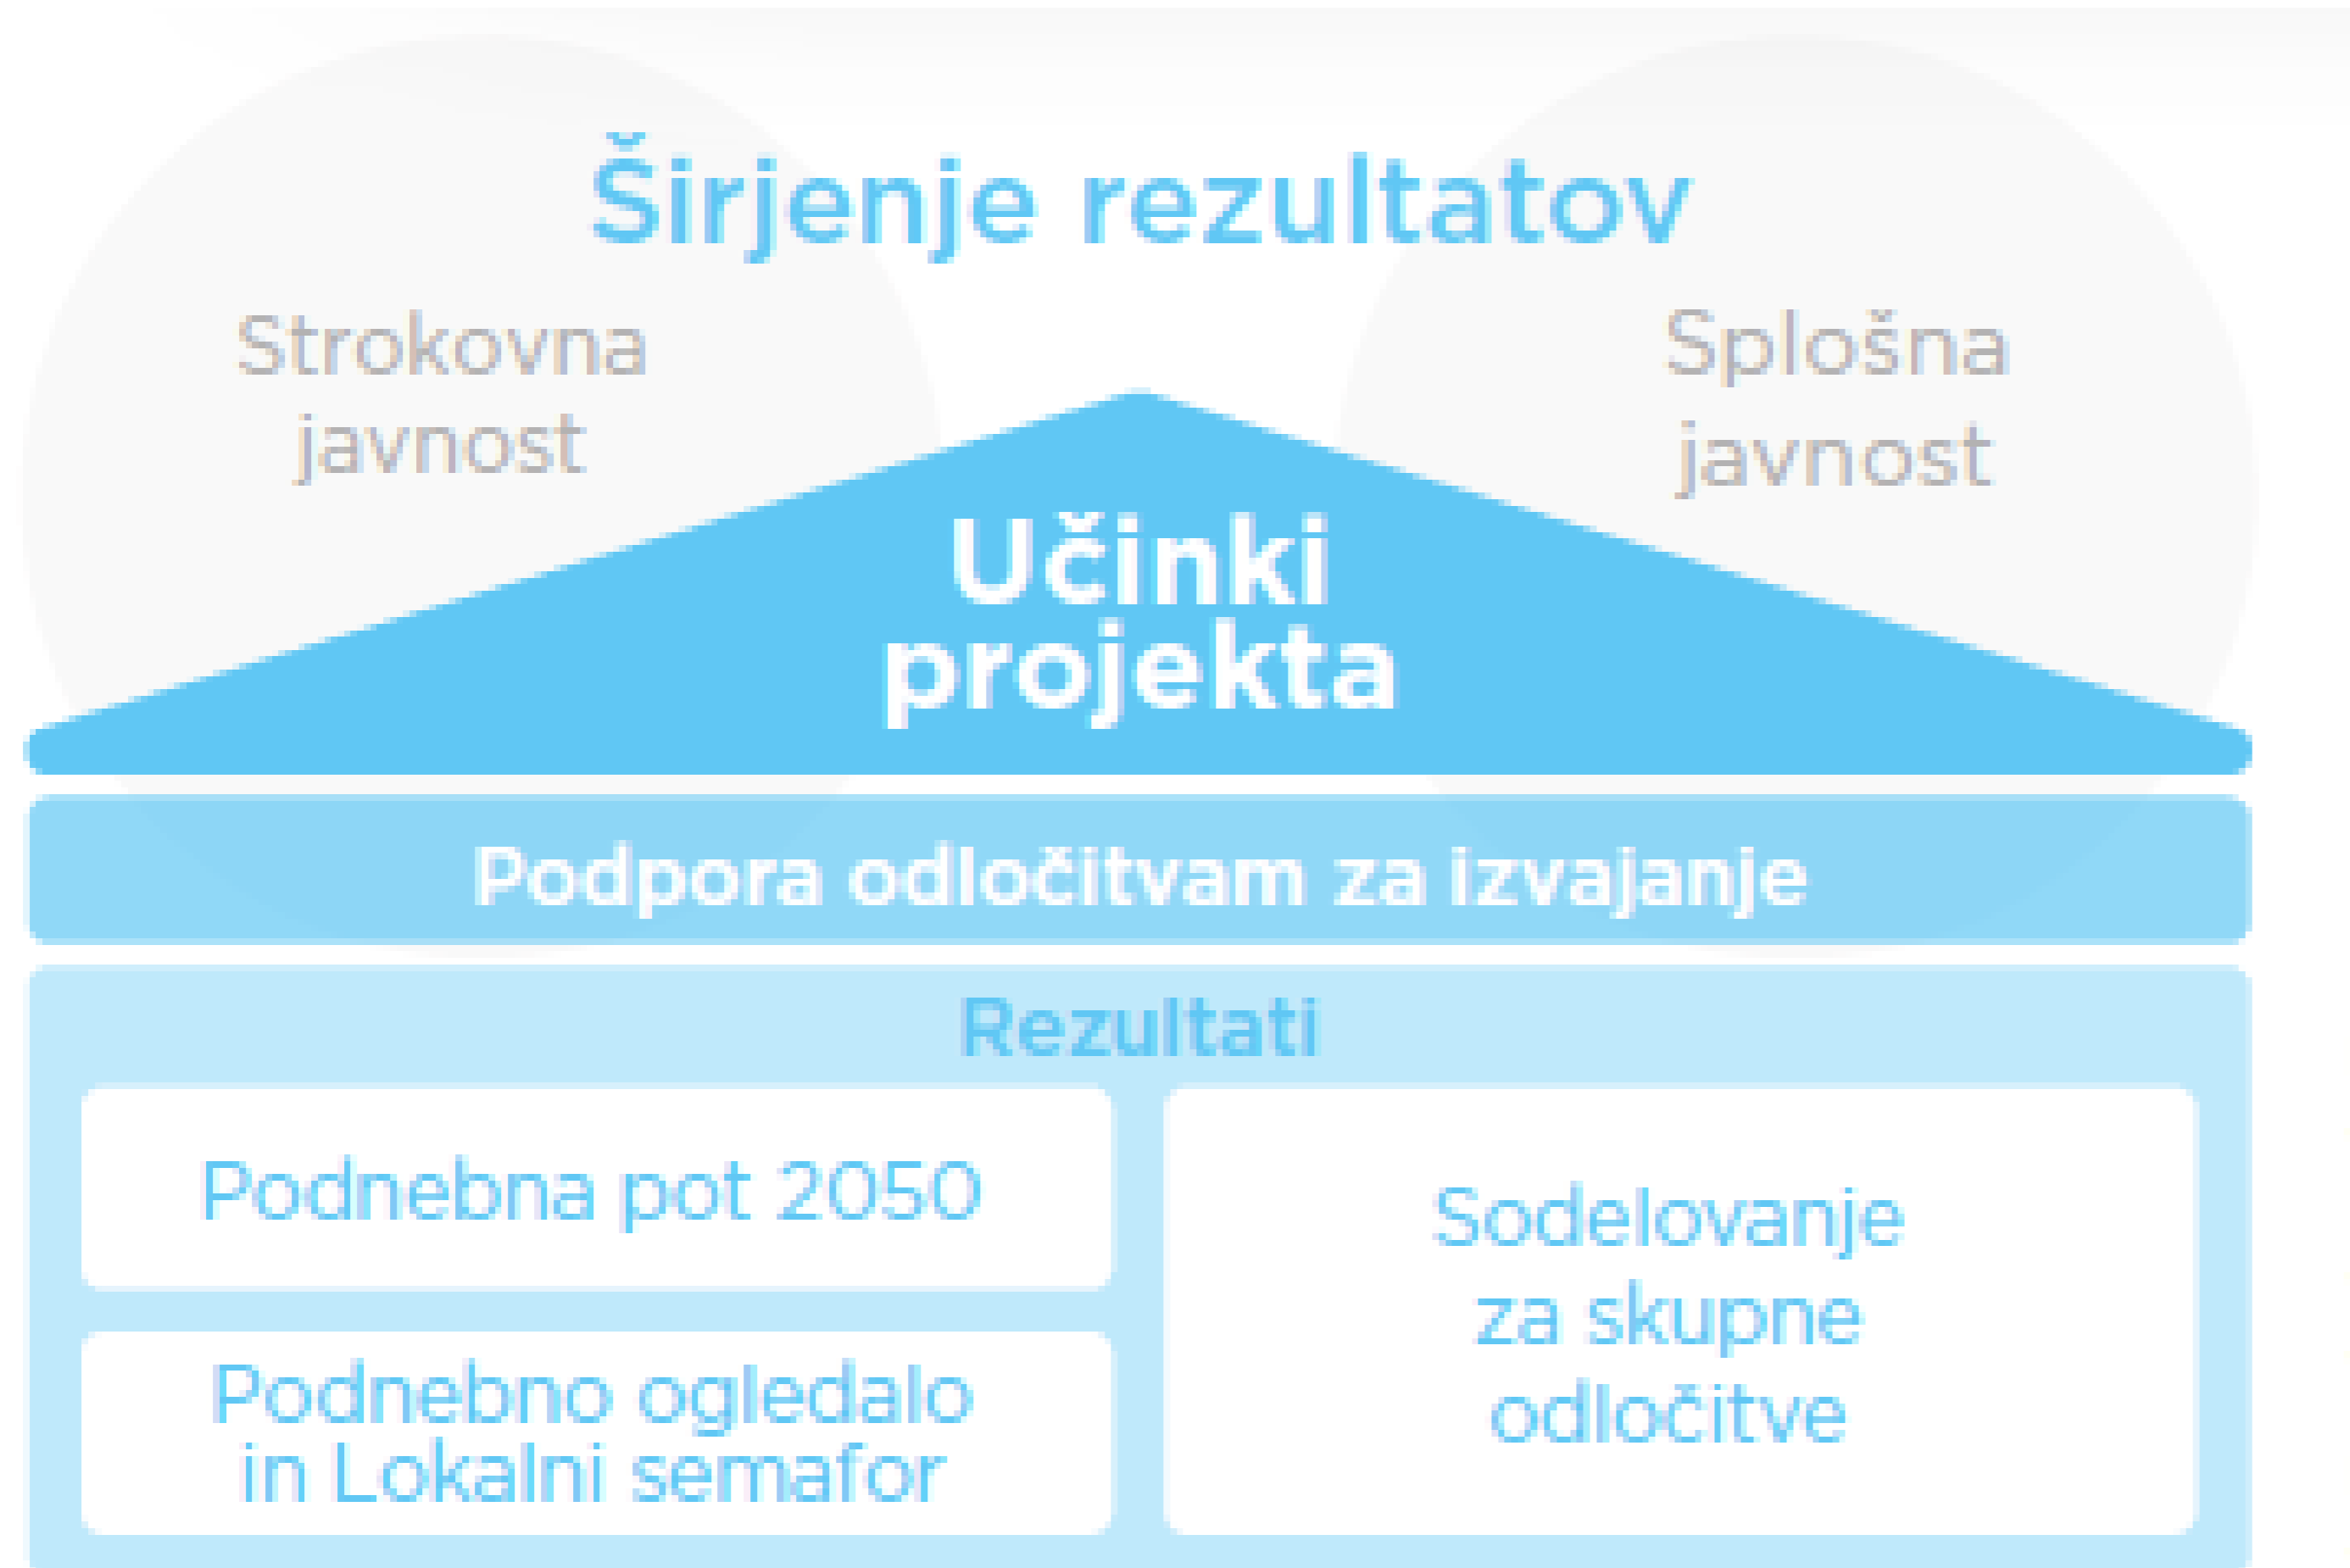 Širjenje rezultatov
Strokovna
javnost
Splošna
javnost
Učinki
projekta
Podpora odločitvam za izvajanje
Rezultati
Podnebna pot 2050
Podnebno ogledalo
in Lokalni semafor
Sodelovanje
za skupne
odločitve